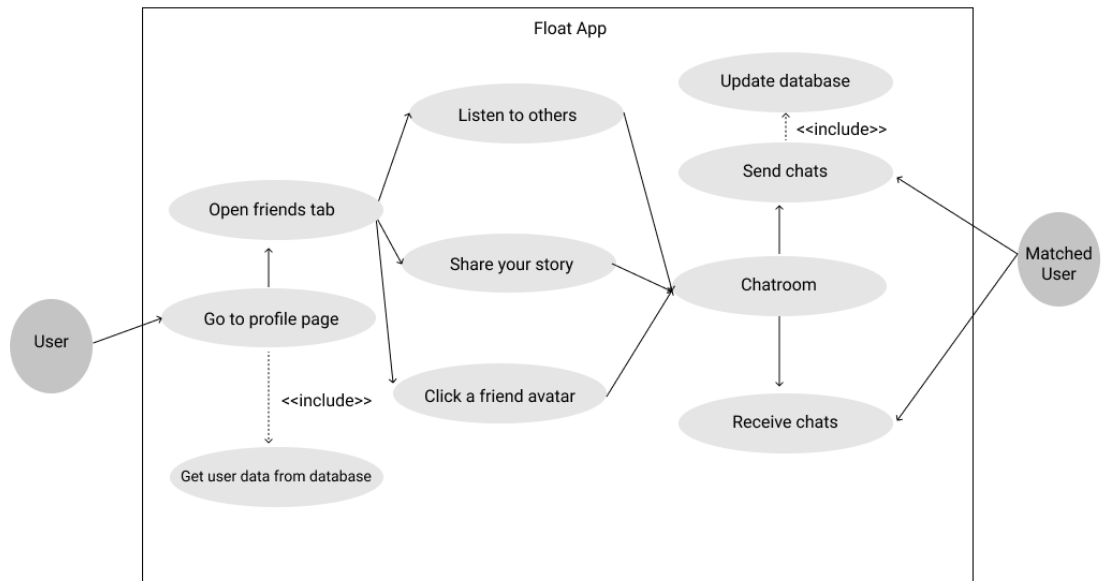 Float App
Update database
Listen to others
<<include>>
Send chats
Open friends tab
Share your story
Matched
User
Chatroom
Go to profile page
User
Click a friend avatar
<<include>>
Receive chats
Get user data from database